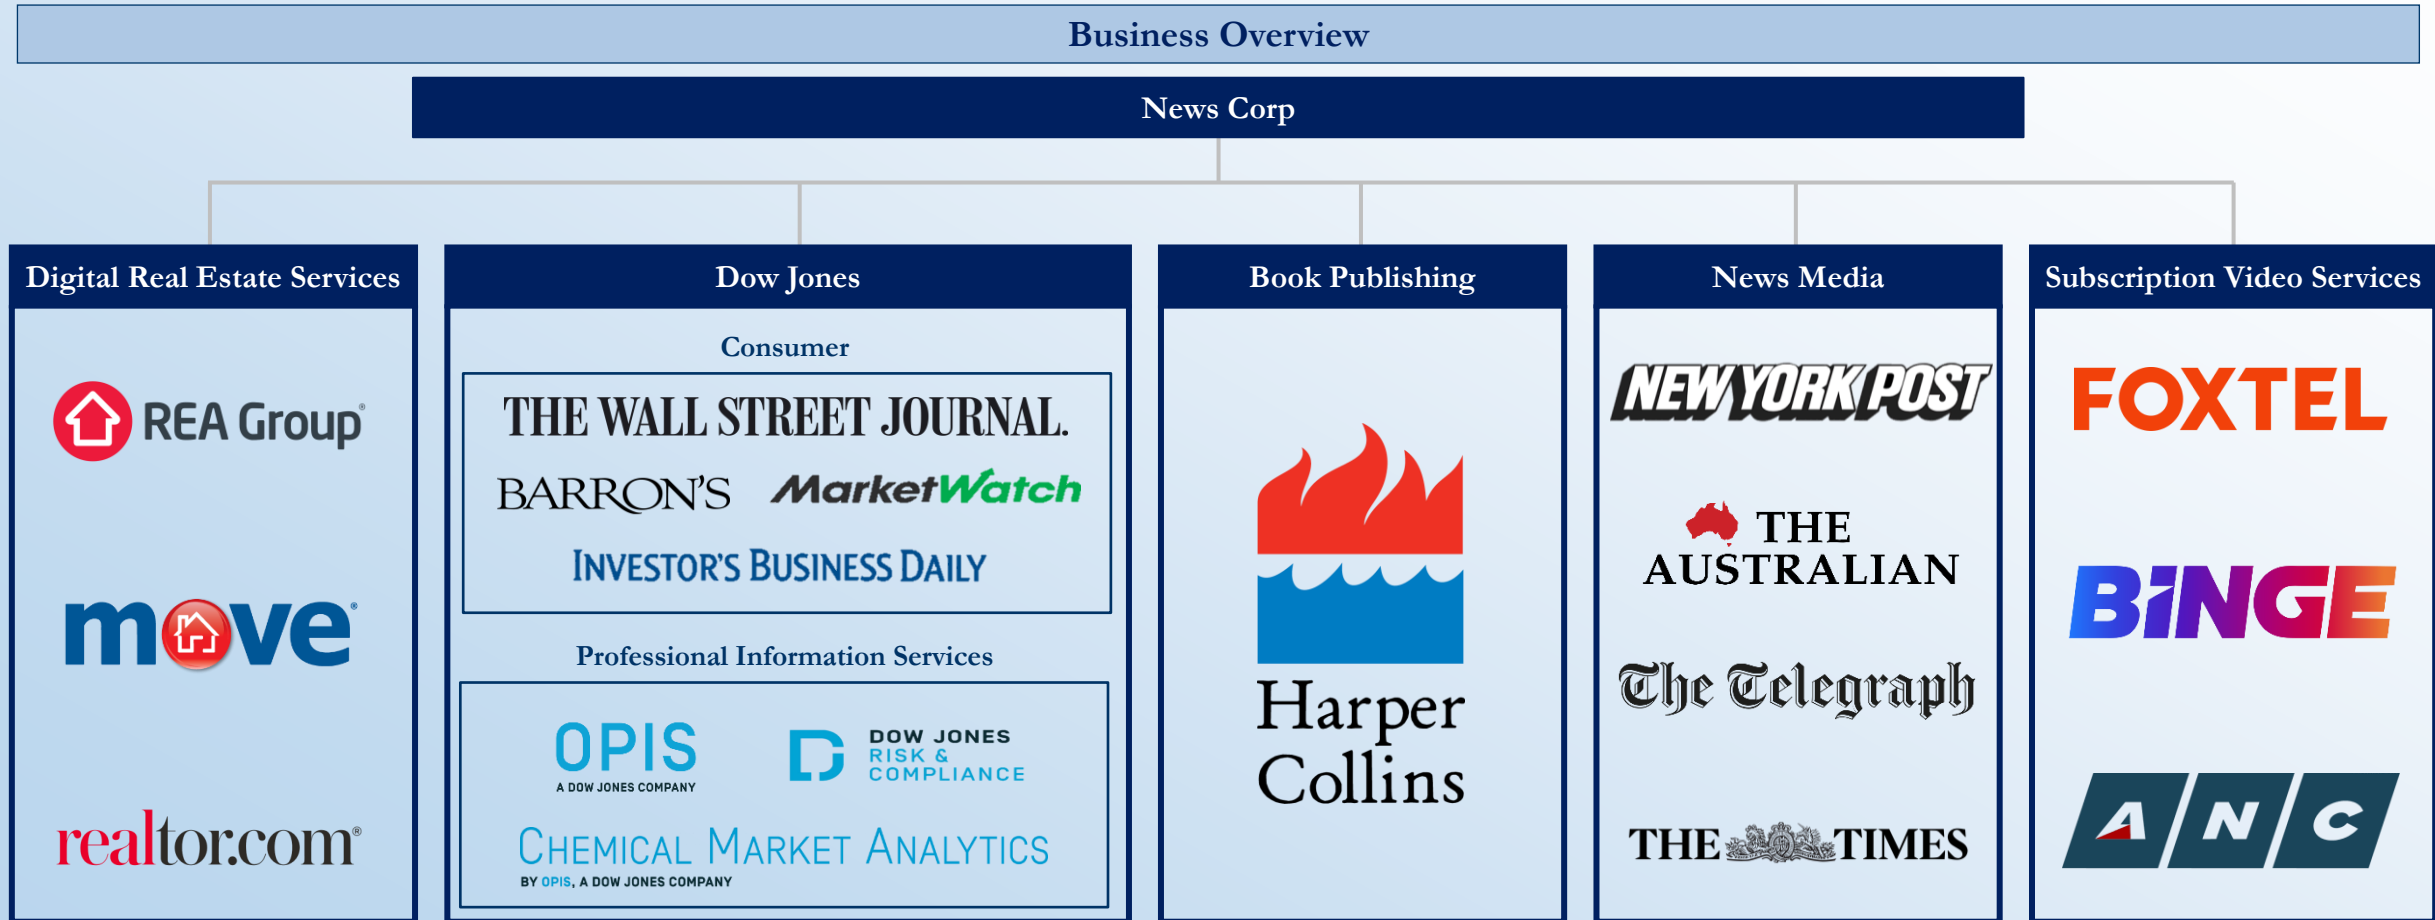 Business Overview
News Corp
Digital Real Estate Services
REA Group®
move®
realtor.com®
Dow Jones
Consumer
THE WALL STREET JOURNAL.
BARRON'S
MarketWatch
INVESTOR'S BUSINESS DAILY
Professional Information Services
OPIS
A DOW JONES COMPANY
DOW JONES
RISK &
COMPLIANCE
CHEMICAL MARKET ANALYTICS
BY OPIS, A DOW JONES COMPANY
Book Publishing
Harper
Collins
News Media
NEW YORK POST
THE
AUSTRALIAN
The Telegraph
THE TIMES
Subscription Video Services
FOXTEL
BiNGE
ANC